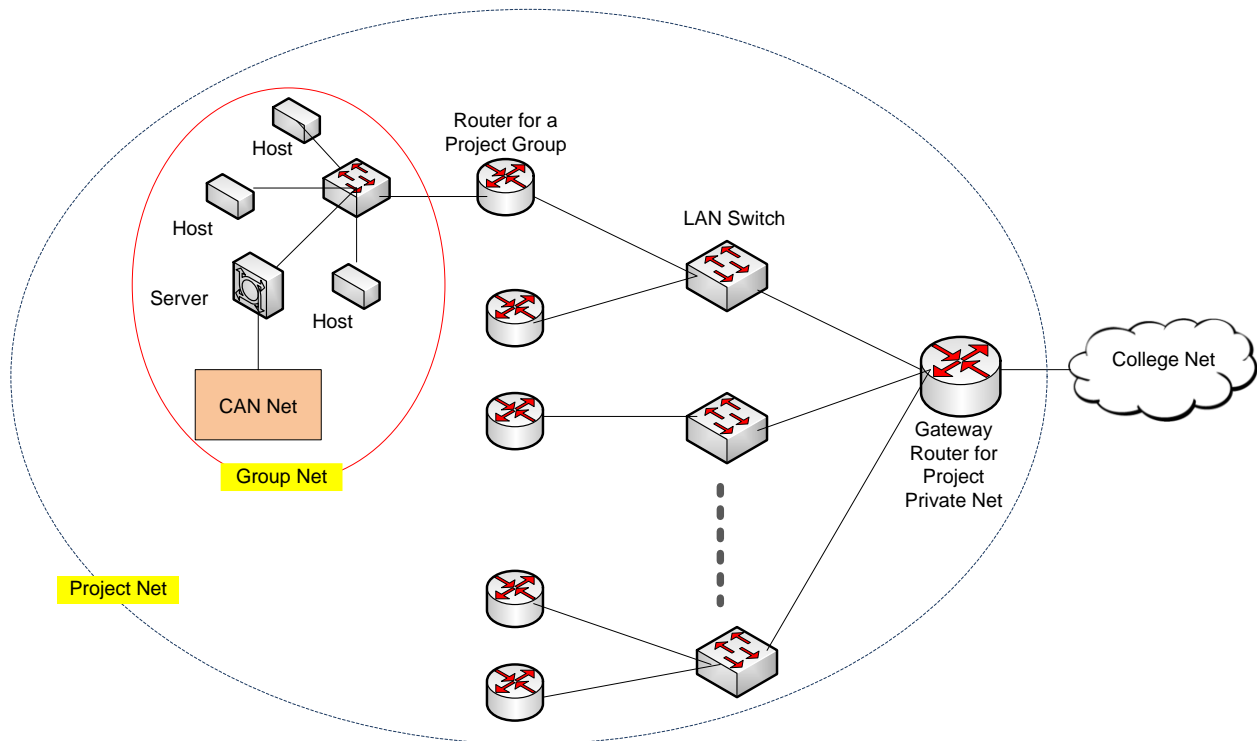 Host
Host
Server
Host
CAN Net
Group Net
Project Net
Router for a
Project Group
LAN Switch
Gateway
Router for
Project
Private Net
College Net